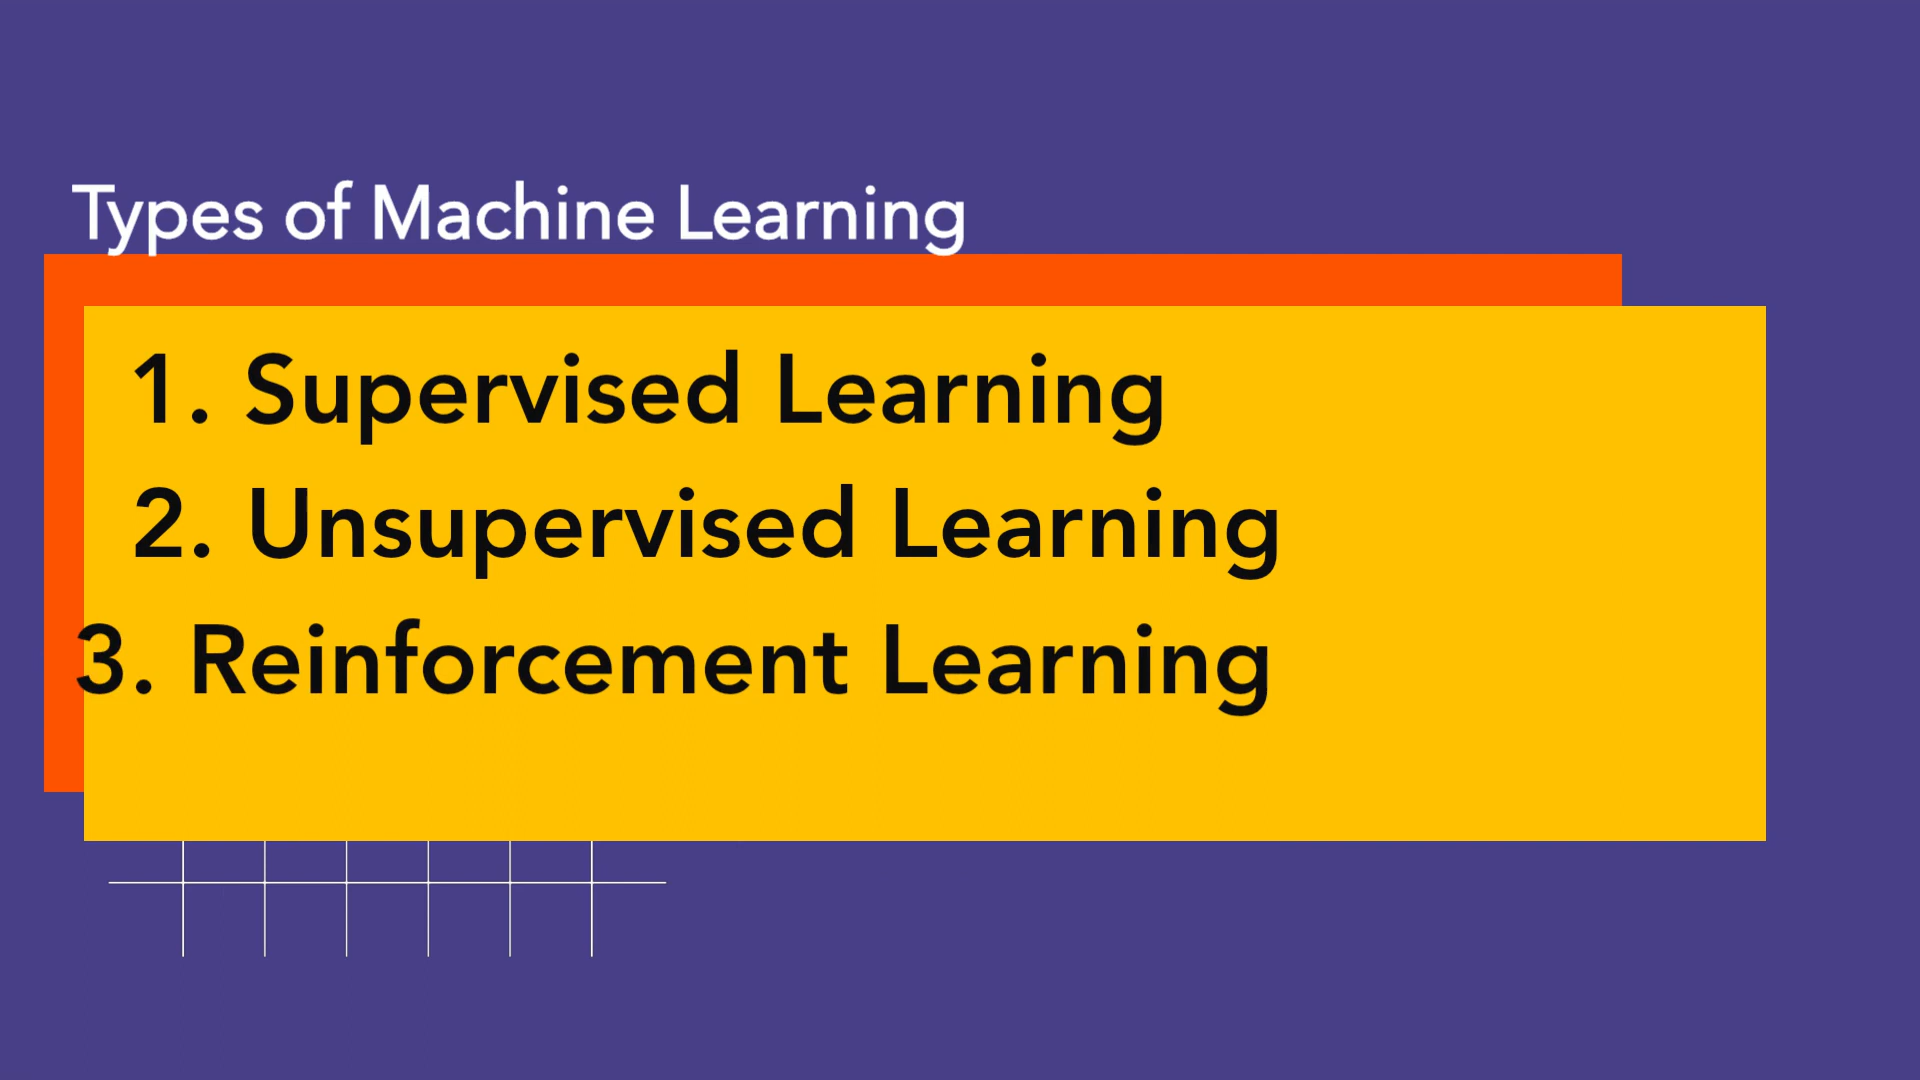 Types of Machine Learning
1. Supervised Learning
2. Unsupervised Learning
3. Reinforcement Learning